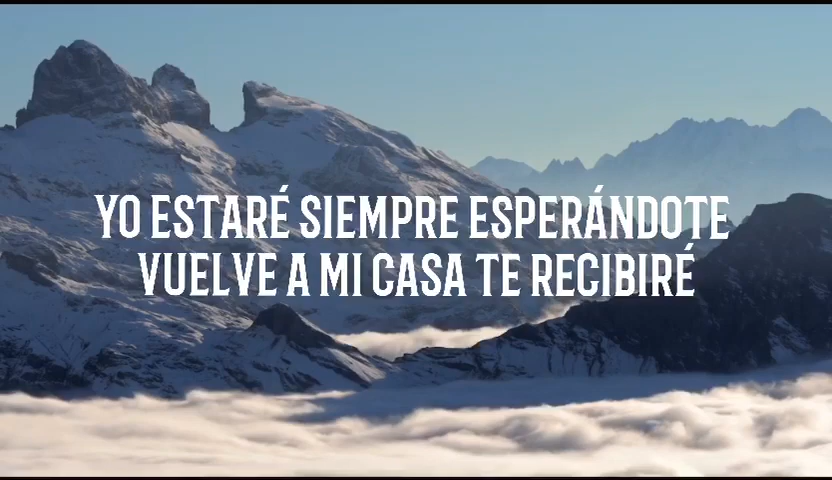 YO ESTARÉ SIEMPRE ESPERÁNDOTE
VUELVE A MI CASA TE RECIBIRÉ